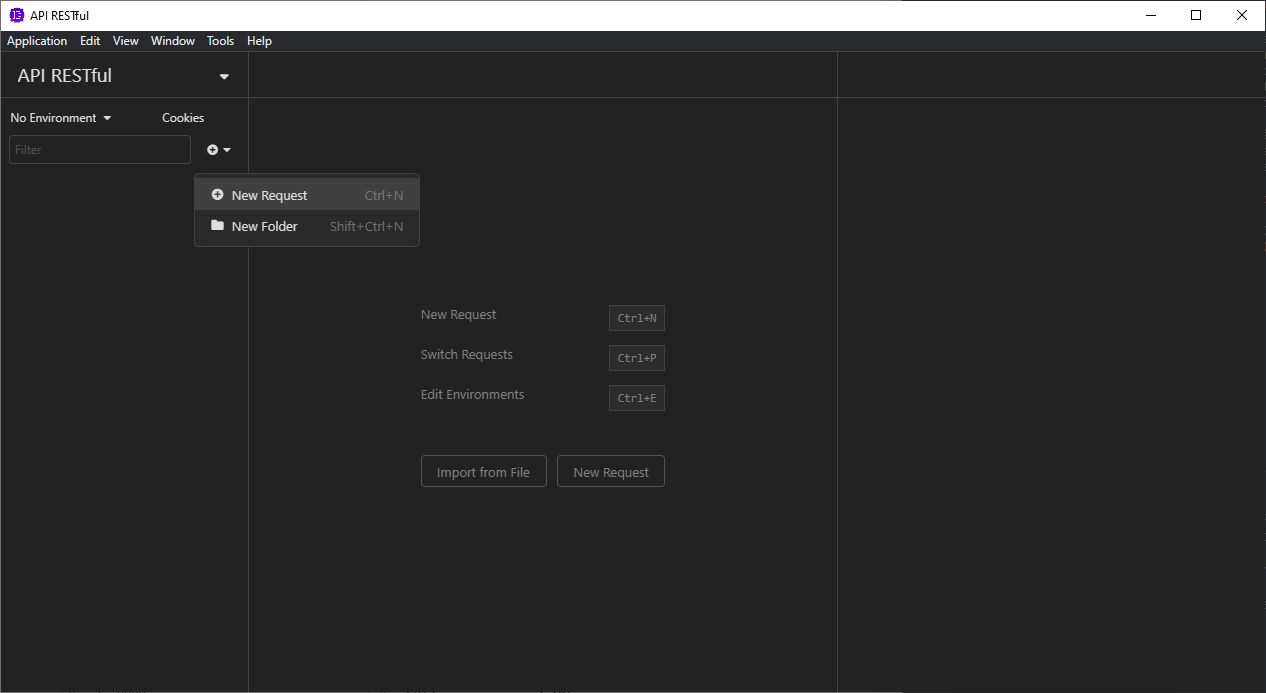 API RESTful
Application Edit View Window Tools Help
API RESTful
No Environment Cookies
Filter
New Request Ctrl+N
New Folder Shift+Ctrl+N
New Request Ctrl+N
Switch Requests Ctrl+P
Edit Environments Ctrl+E
Import from File New Request